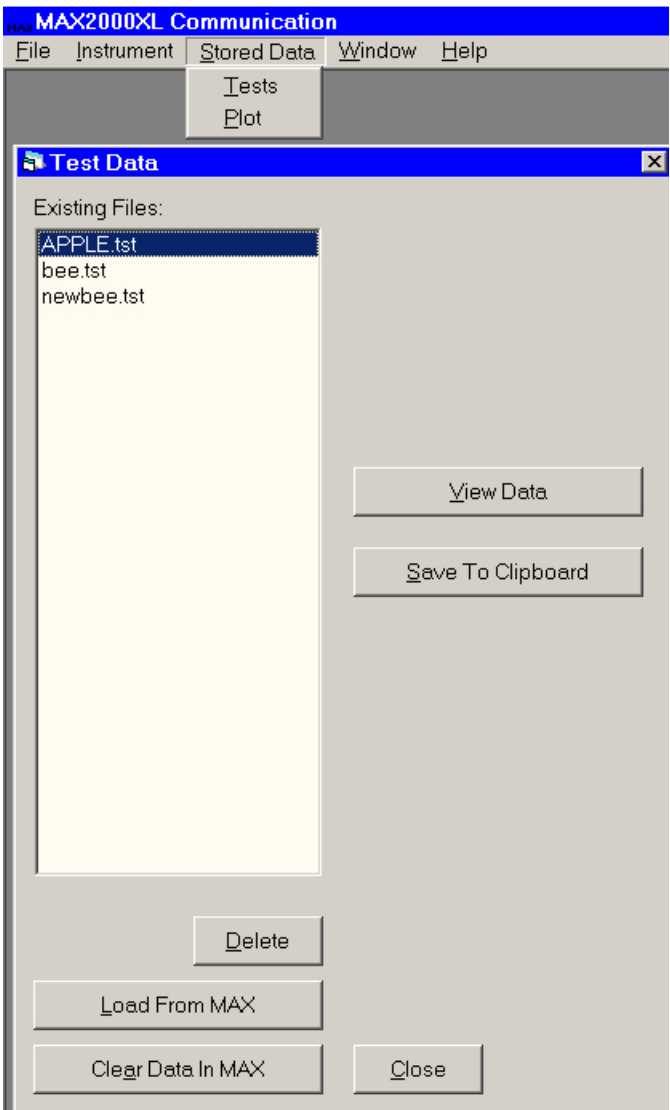 MAX MAX2000XL Communication
File Instrument Stored Data Window Help
Tests
Plot
Test Data
Existing Files:
APPLE.tst
bee.tst
newbee.tst
View Data
Save To Clipboard
Delete
Load From MAX
Clear Data In MAX Close